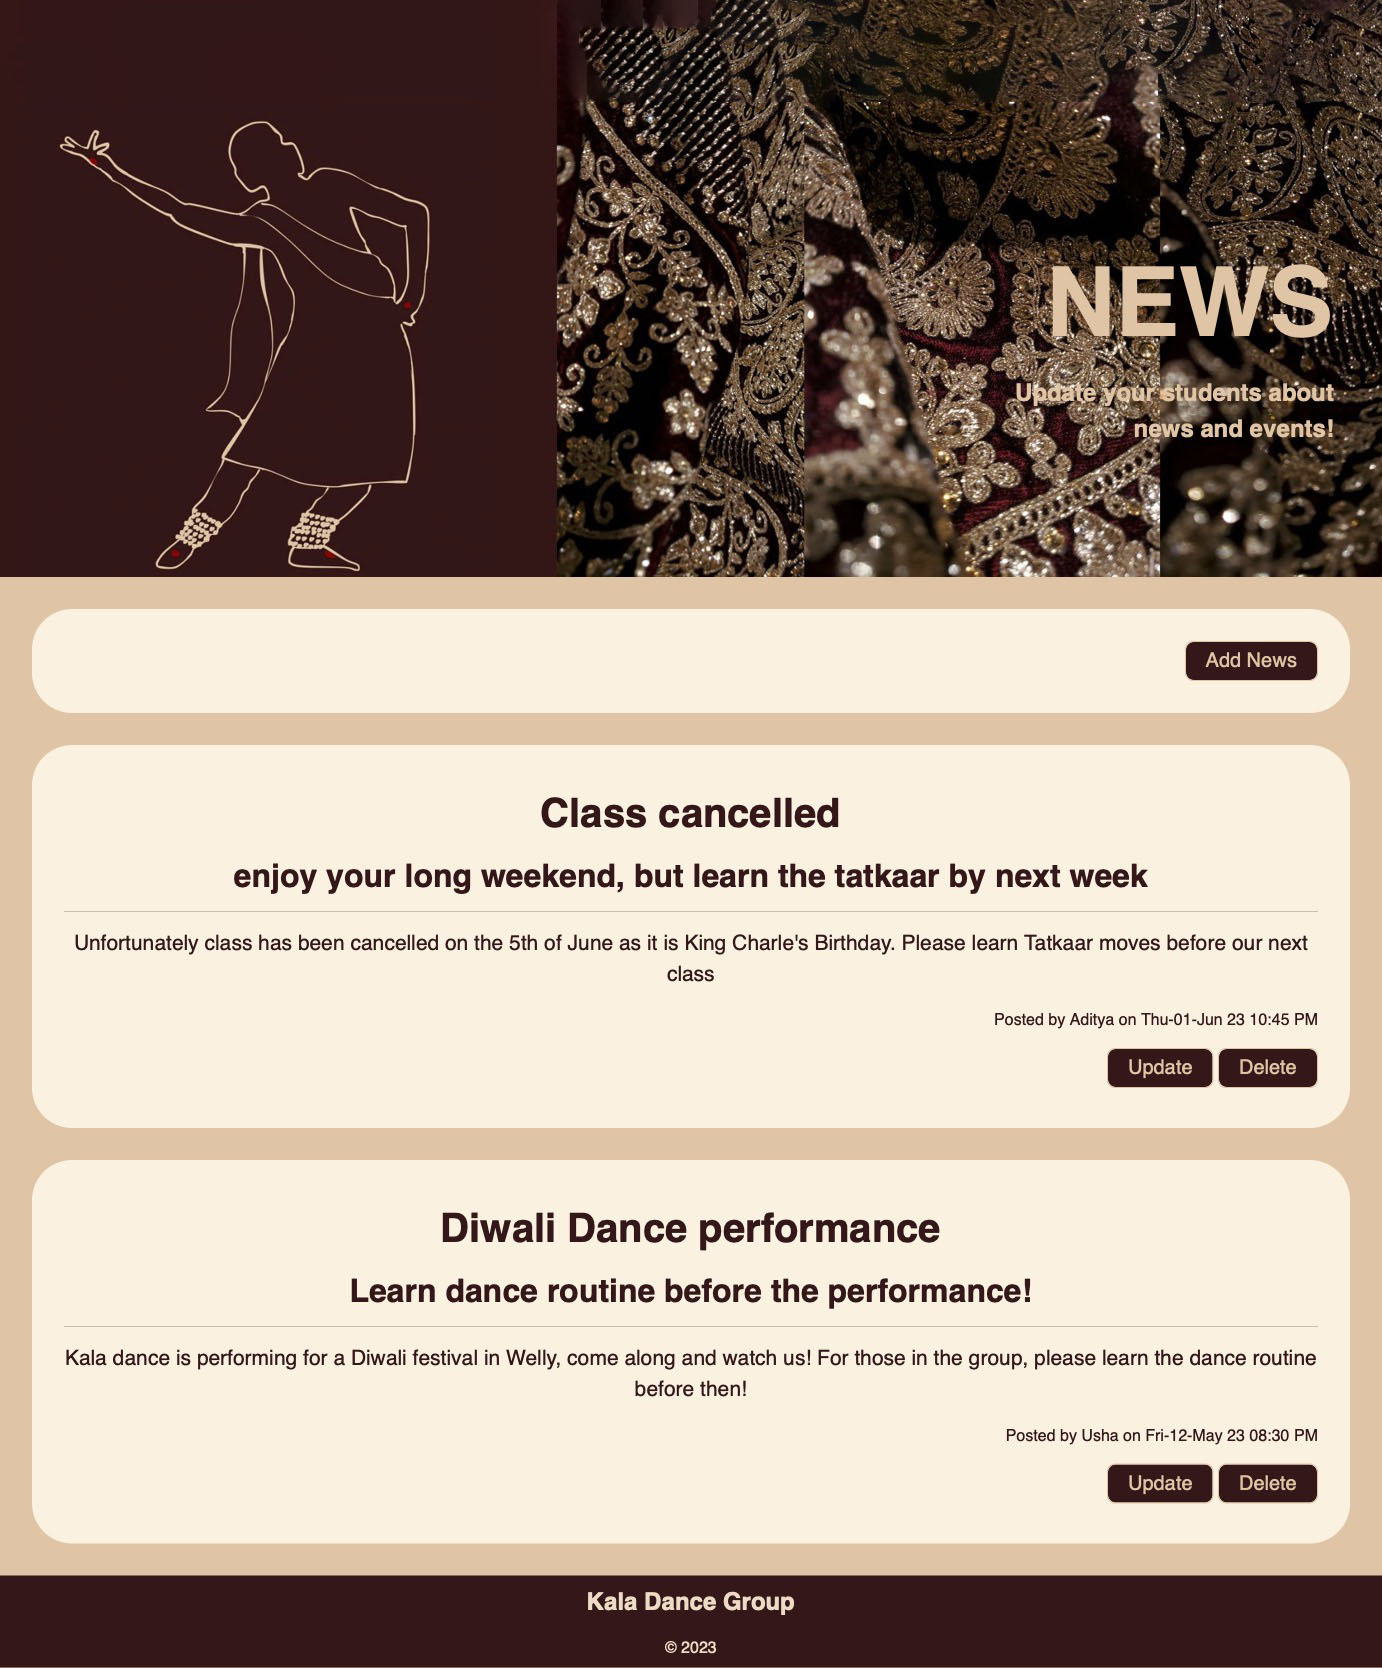 NEWS
Update your students about
news and events!
Add News
Class cancelled
enjoy your long weekend, but learn the tatkaar by next week
Unfortunately class has been cancelled on the 5th of June as it is King Charle's Birthday. Please learn Tatkaar moves before our next
class
Posted by Aditya on Thu-01-Jun 23 10:45 PM
Update Delete
Diwali Dance performance
Learn dance routine before the performance!
Kala dance is performing for a Diwali festival in Welly, come along and watch us! For those in the group, please learn the dance routine
before then!
Posted by Usha on Fri-12-May 23 08:30 PM
Update Delete
Kala Dance Group
© 2023